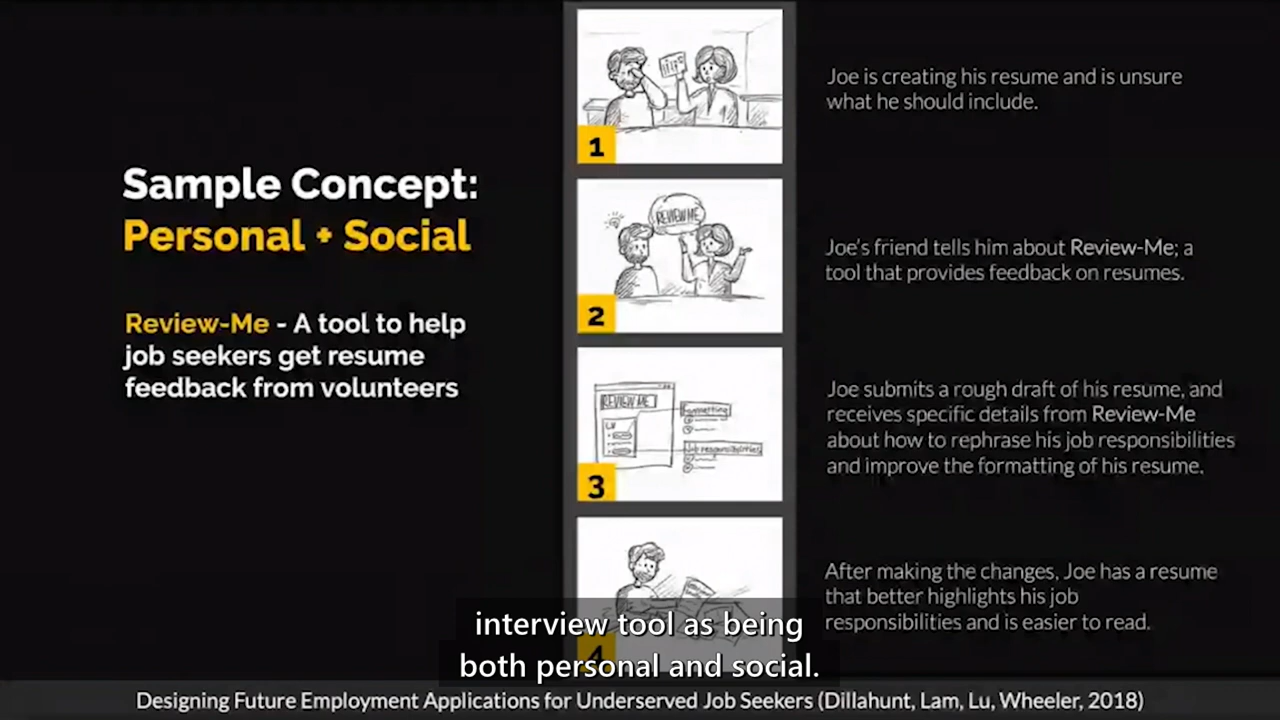 Sample Concept:
Personal + Social
Review-Me - A tool to help
job seekers get resume
feedback from volunteers
1
Joe is creating his resume and is unsure
what he should include.
REVIEW ME
2
Joe's friend tells him about Review-Me; a
tool that provides feedback on resumes.
REVIEW ME
CV
Formatting
Job responsibilities
3
Joe submits a rough draft of his resume, and
receives specific details from Review-Me
about how to rephrase his job responsibilities
and improve the formatting of his resume.
4
After making the changes, Joe has a resume
that better highlights his job
responsibilities and is easier to read.
interview tool as being
both personal and social.
Designing Future Employment Applications for Underserved Job Seekers (Dillahunt, Lam, Lu, Wheeler, 2018)